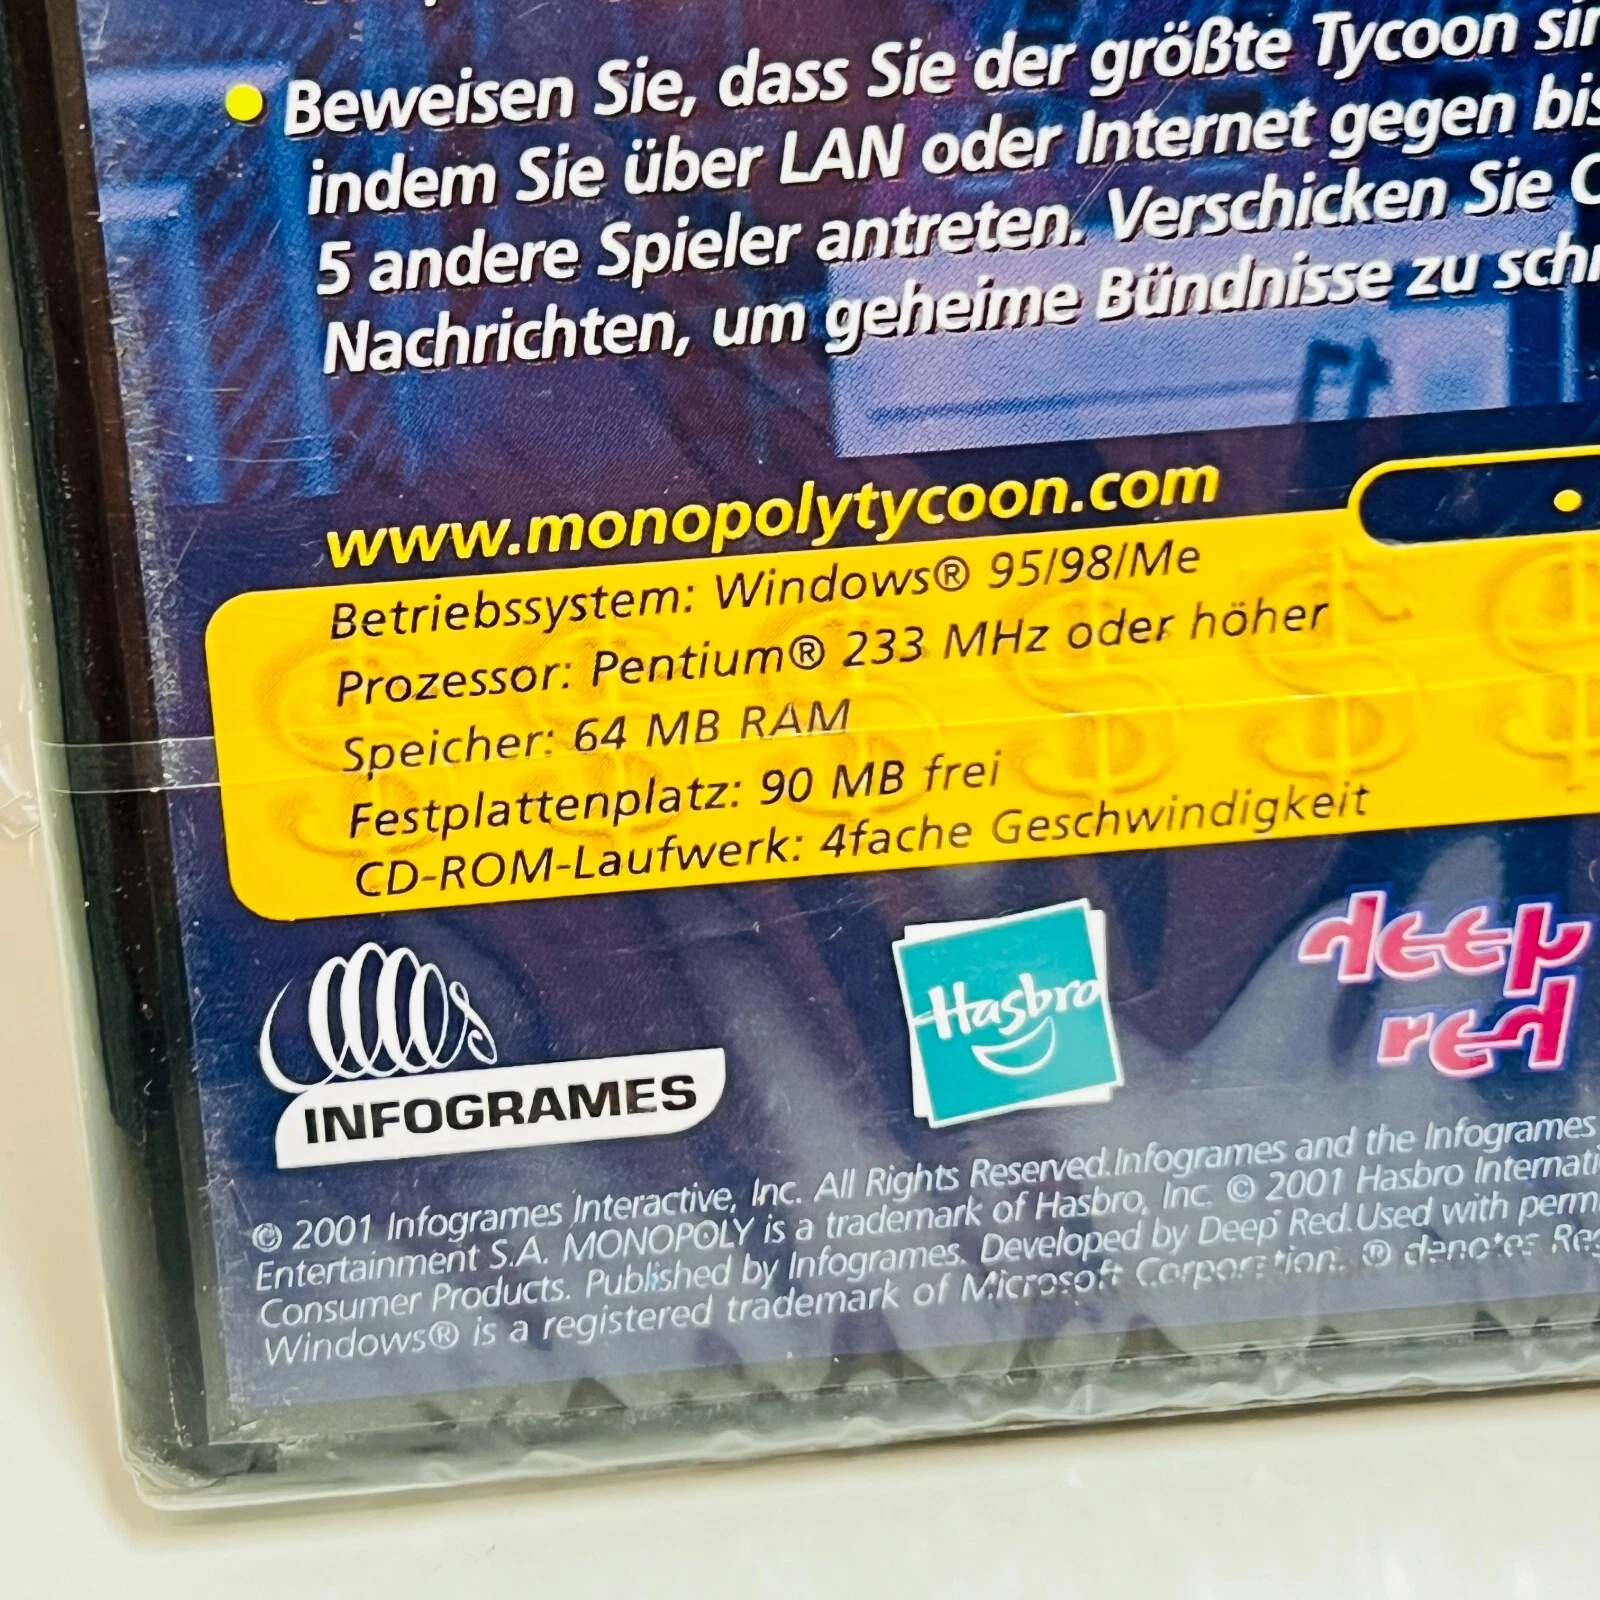 • Beweisen Sie, dass Sie der größte Tycoon
indem Sie über LAN oder Internet gegen
5 andere Spieler antreten. Verschicken Sie
Nachrichten, um geheime Bündnisse zu
www.monopolytycoon.com
Betriebssystem: Windows® 95/98/Me
Prozessor: Pentium® 233 MHz oder höher
Speicher: 64 MB RAM
Festplattenplatz: 90 MB frei
CD-ROM-Laufwerk: 4fache Geschwindigkeit
INFOGRAMES
Hasbro
deep
red
© 2001 Infogrames Interactive, Inc. All Rights Reserved.Infogrames and the Infogrames
Entertainment S.A. MONOPOLY is a trademark of Hasbro, Inc. © 2001 Hasbro
Consumer Products. Published by Infogrames. Developed by Deep Red.Used with
Windows® is a registered trademark of Microsoft Corporation. ® denotes